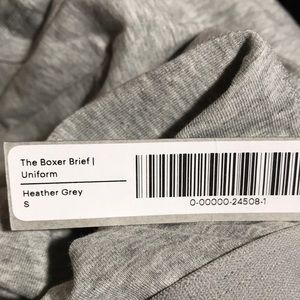 The Boxer Brief |
Uniform
Heather Grey
S
0-00000-24508-1